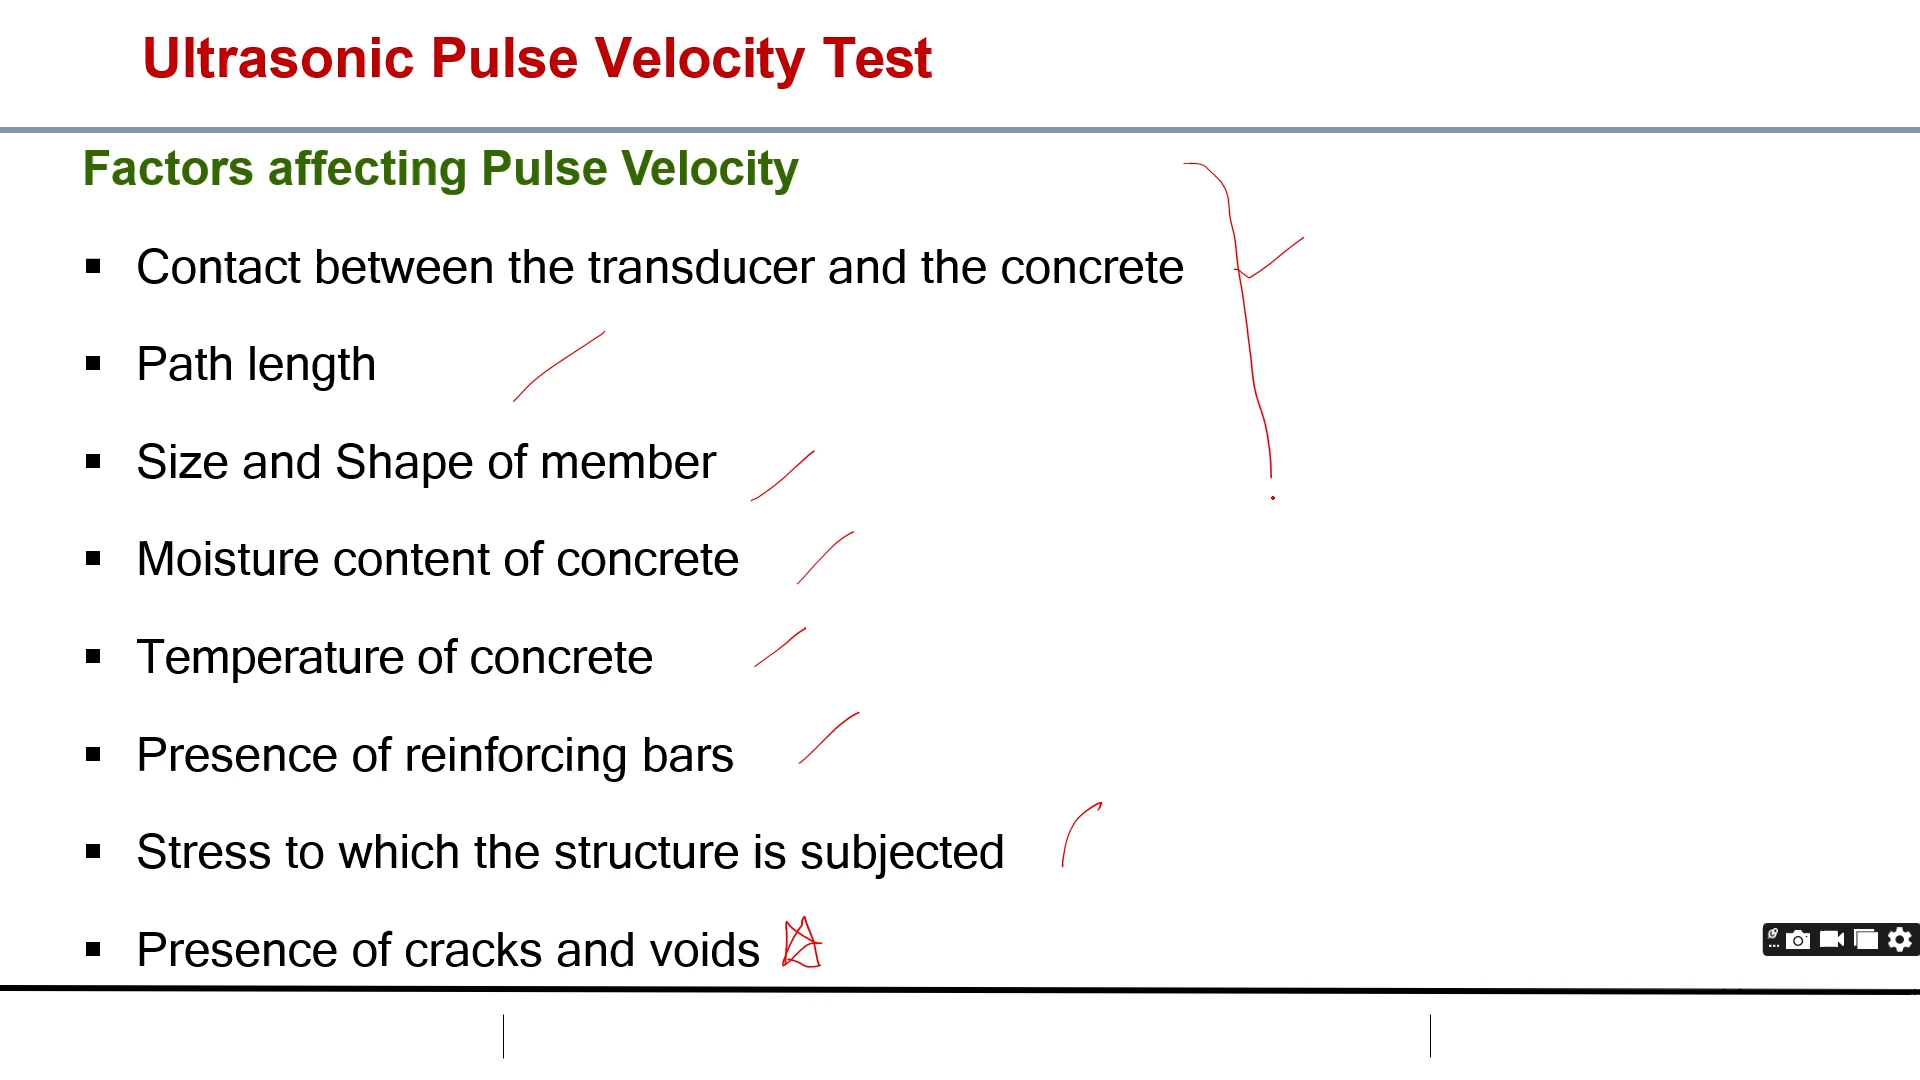 Ultrasonic Pulse Velocity Test
Factors affecting Pulse Velocity
▪ Contact between the transducer and the concrete
▪ Path length
▪ Size and Shape of member
▪ Moisture content of concrete
▪ Temperature of concrete
▪ Presence of reinforcing bars
▪ Stress to which the structure is subjected
▪ Presence of cracks and voids